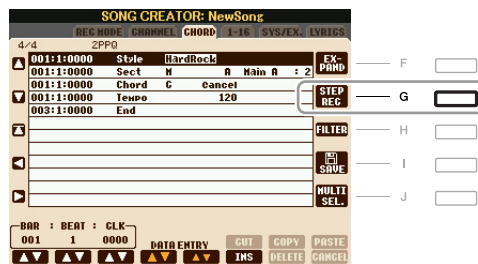 SONG CREATOR: NewSong
REC MODE CHANNEL CHORD 1-16 SYS/EX. LYRICS
4/4 2PPQ
001:1:0000 Style HardRock
001:1:0000 Sect M A Main A : 2
001:1:0000 Chord C cancel
001:1:0000 Tempo 120
003:1:0000 End
EX-PAND F
STEP REC G
FILTER H
SAVE I
MULTI SEL. J
BAR : BEAT : CLK
001 1 0000 DATA ENTRY CUT COPY PASTE
INS DELETE CANCEL